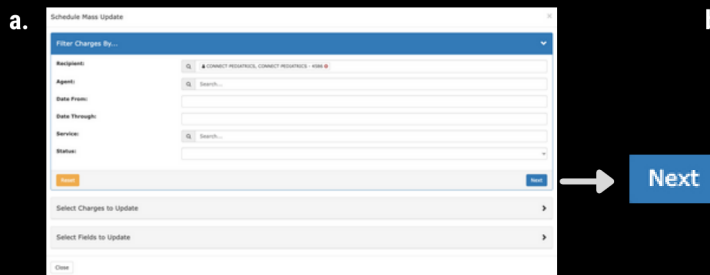 a.
Schedule Mass Update
×
Filter Charges By...
Recipient:
CONNECT PEDIATRICS, CONNECT PEDIATRICS - 4086
Agent:
Search...
Date From:
Date Through:
Service:
Search...
Status:
Reset
Next
Next
Select Charges to Update
Select Fields to Update
Close